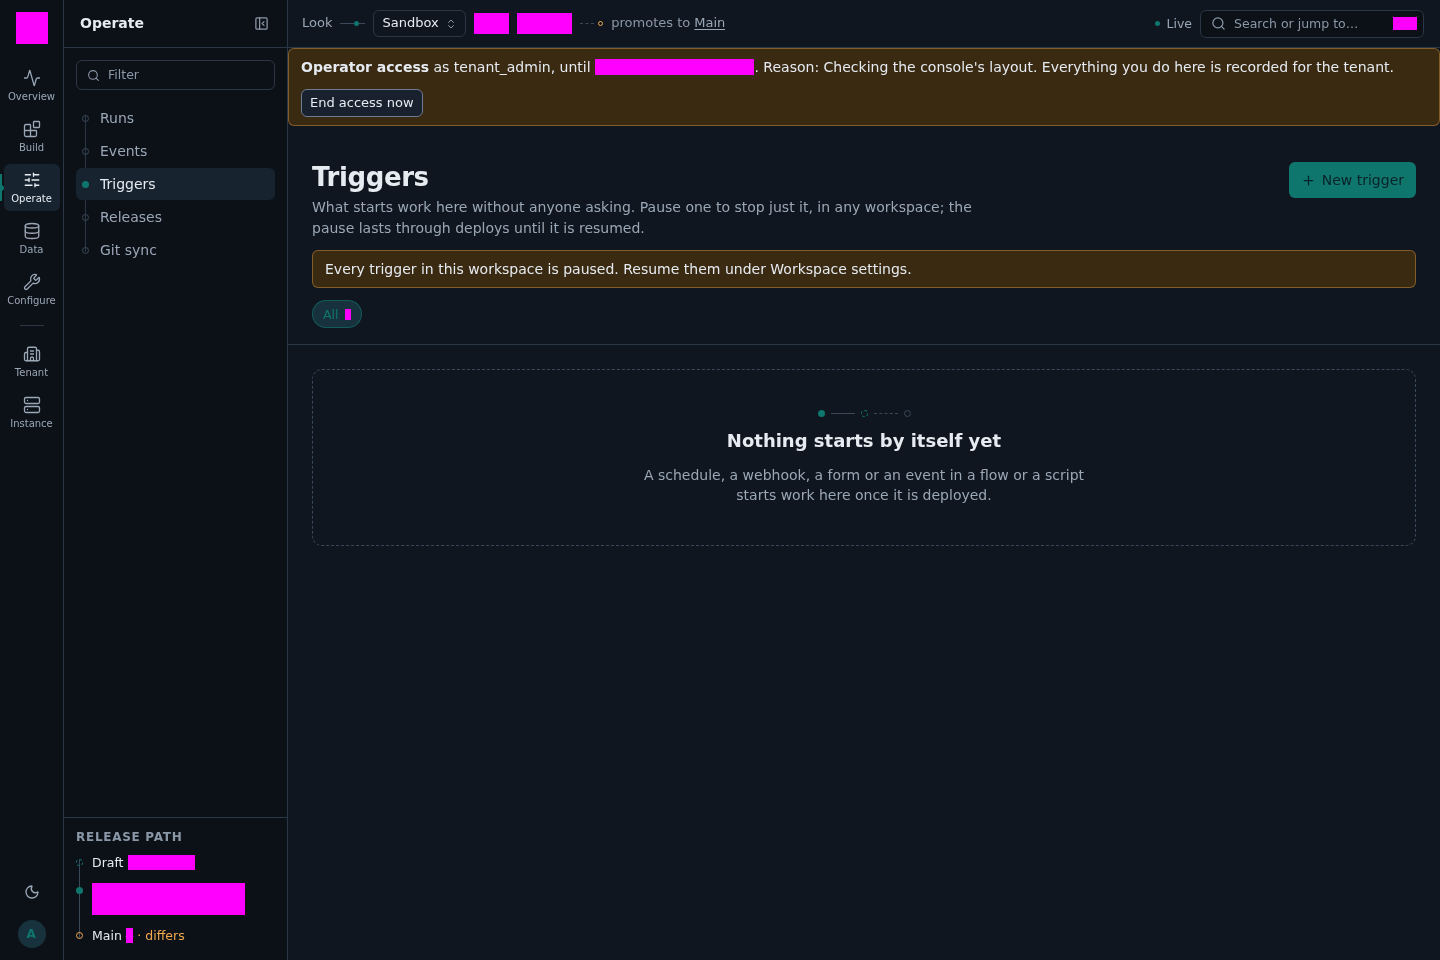 Operate
Look
Sandbox
promotes to Main
Live
Search or jump to…
Operator access as tenant_admin, until
. Reason: Checking the console's layout. Everything you do here is recorded for the tenant.
End access now
Overview
Build
Operate
Data
Configure
Tenant
Instance
A
Filter
Runs
Events
Triggers
Releases
Git sync
RELEASE PATH
Draft
Main · differs
Triggers
New trigger
What starts work here without anyone asking. Pause one to stop just it, in any workspace; the
pause lasts through deploys until it is resumed.
Every trigger in this workspace is paused. Resume them under Workspace settings.
All
Nothing starts by itself yet
A schedule, a webhook, a form or an event in a flow or a script
starts work here once it is deployed.